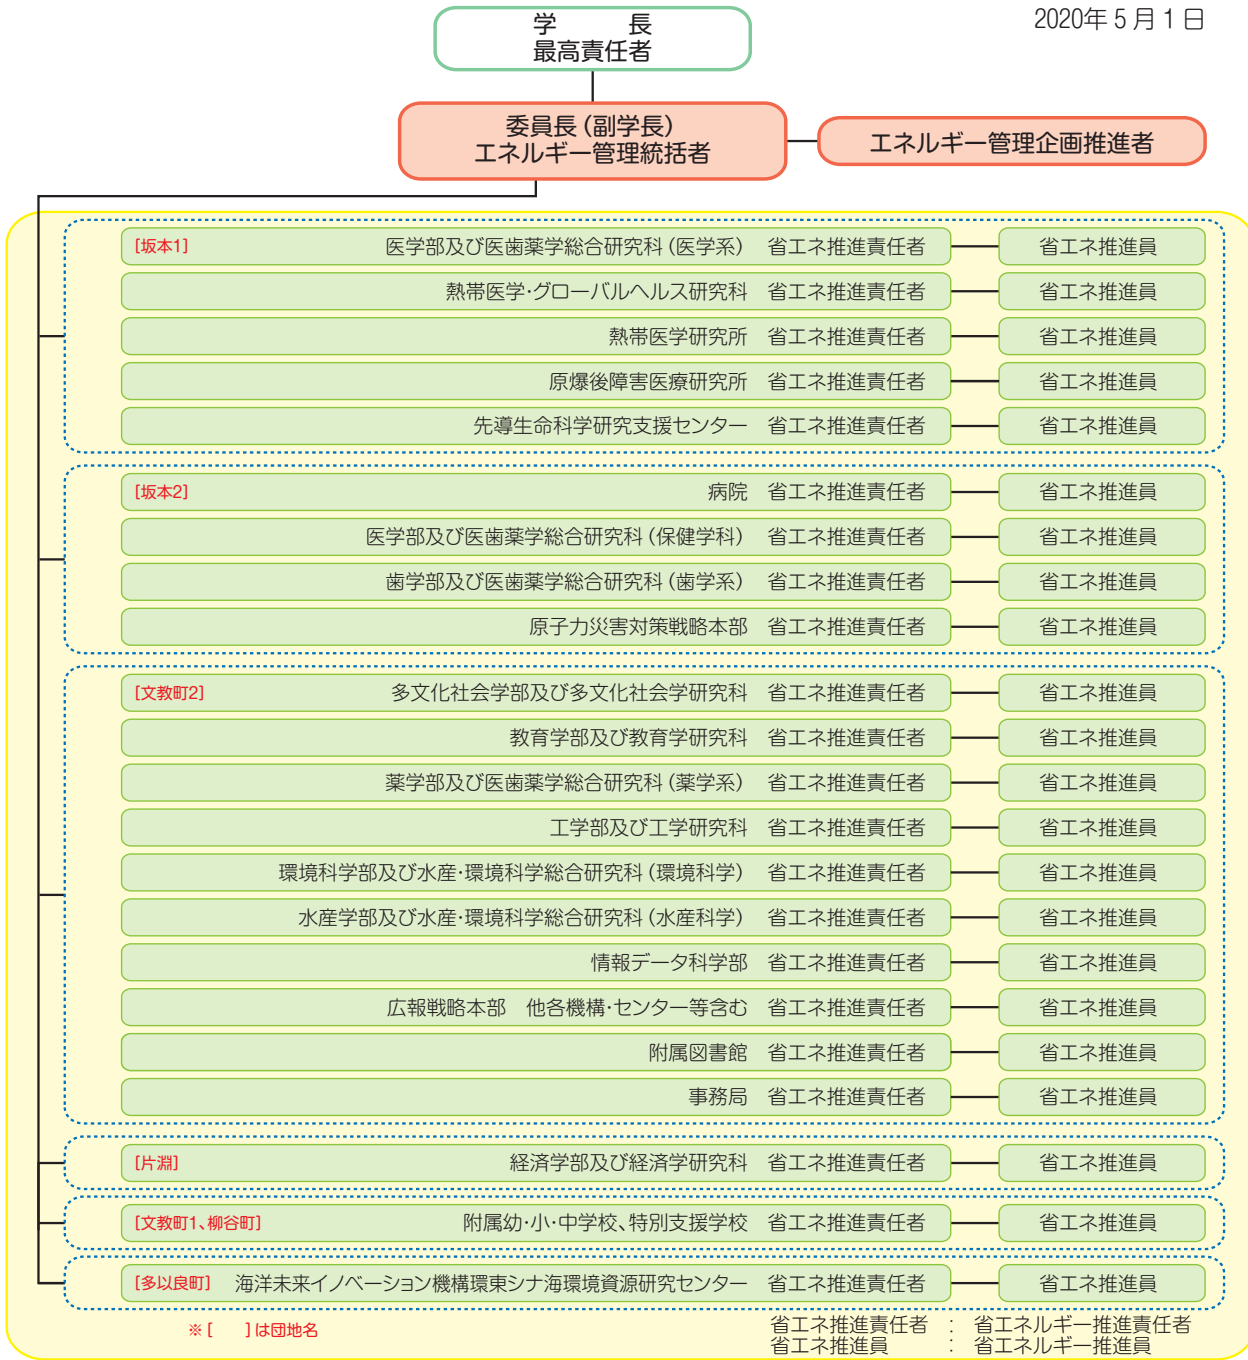 2020年5月1日
学　　長
最高責任者
委員長(副学長)
エネルギー管理統括者
エネルギー管理企画推進者
[坂本1] 医学部及び医歯薬学総合研究科(医学系) 省エネ推進責任者 省エネ推進員
熱帯医学・グローバルヘルス研究科 省エネ推進責任者 省エネ推進員
熱帯医学研究所 省エネ推進責任者 省エネ推進員
原爆後障害医療研究所 省エネ推進責任者 省エネ推進員
先導生命科学研究支援センター 省エネ推進責任者 省エネ推進員
[坂本2] 病院 省エネ推進責任者 省エネ推進員
医学部及び医歯薬学総合研究科(保健学科) 省エネ推進責任者 省エネ推進員
歯学部及び医歯薬学総合研究科(歯学系) 省エネ推進責任者 省エネ推進員
原子力災害対策戦略本部 省エネ推進責任者 省エネ推進員
[文教町2] 多文化社会学部及び多文化社会学研究科 省エネ推進責任者 省エネ推進員
教育学部及び教育学研究科 省エネ推進責任者 省エネ推進員
薬学部及び医歯薬学総合研究科(薬学系) 省エネ推進責任者 省エネ推進員
工学部及び工学研究科 省エネ推進責任者 省エネ推進員
環境科学部及び水産・環境科学総合研究科(環境科学) 省エネ推進責任者 省エネ推進員
水産学部及び水産・環境科学総合研究科(水産科学) 省エネ推進責任者 省エネ推進員
情報データ科学部 省エネ推進責任者 省エネ推進員
広報戦略本部　他各機構・センター等含む 省エネ推進責任者 省エネ推進員
附属図書館 省エネ推進責任者 省エネ推進員
事務局 省エネ推進責任者 省エネ推進員
[片淵] 経済学部及び経済学研究科 省エネ推進責任者 省エネ推進員
[文教町1、柳谷町] 附属幼・小・中学校、特別支援学校 省エネ推進責任者 省エネ推進員
[多以良町] 海洋未来イノベーション機構環東シナ海環境資源研究センター 省エネ推進責任者 省エネ推進員
※[　　]は団地名
省エネ推進責任者 : 省エネルギー推進責任者
省エネ推進員 : 省エネルギー推進員